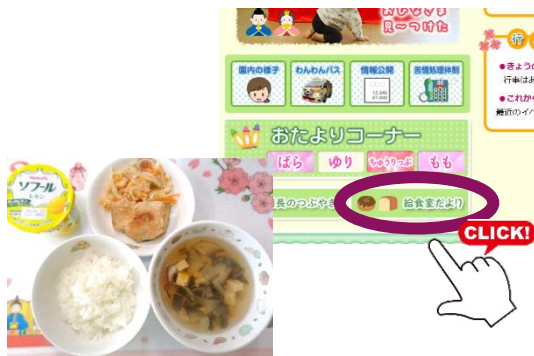 おひなさま
見〜つけた
園内の様子 わんわんバス 情報公開 苦情処理体制
行
●きょうの
行事はあ
●これから
最近のイベ
おたよりコーナー
ばら ゆり ちゅうりっぷ もも
長のつぶやき 給食室だより
CLICK!
ソフール
レモン